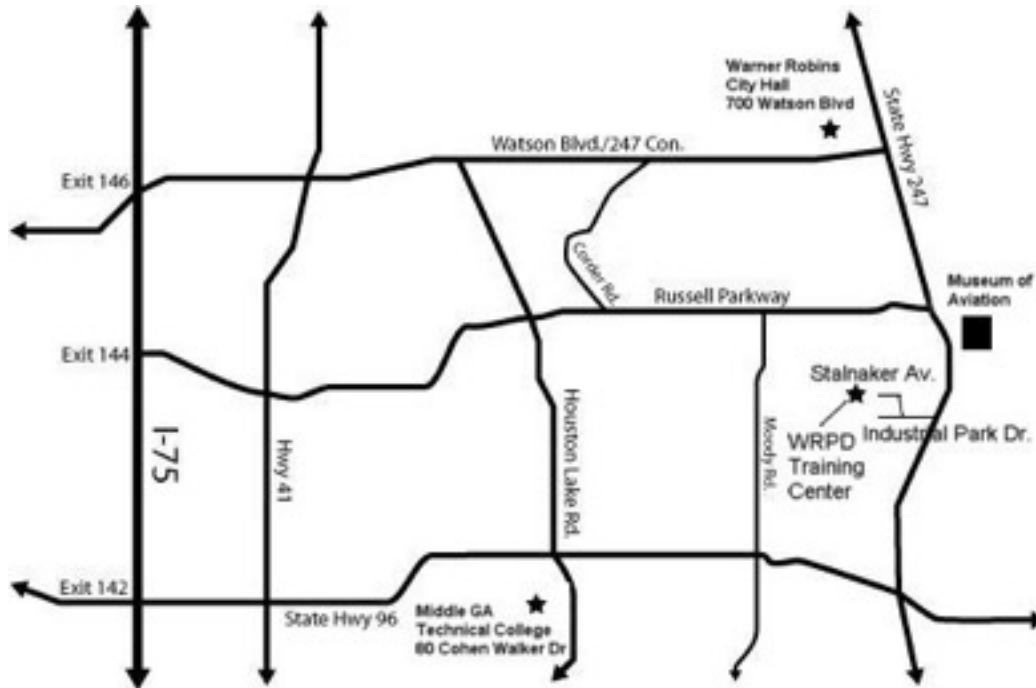 Warner Robins
City Hall
700 Watson Blvd
State Hwy 247
Watson Blvd./247 Con.
Exit 146
Corder Rd.
Russell Parkway
Museum of
Aviation
Exit 144
Stalnaker Av.
Industrial Park Dr.
WRPD
Training
Center
I-75
Hwy 41
Houston Lake Rd.
Moody Rd.
Exit 142
State Hwy 96
Middle GA
Technical College
80 Cohen Walker Dr